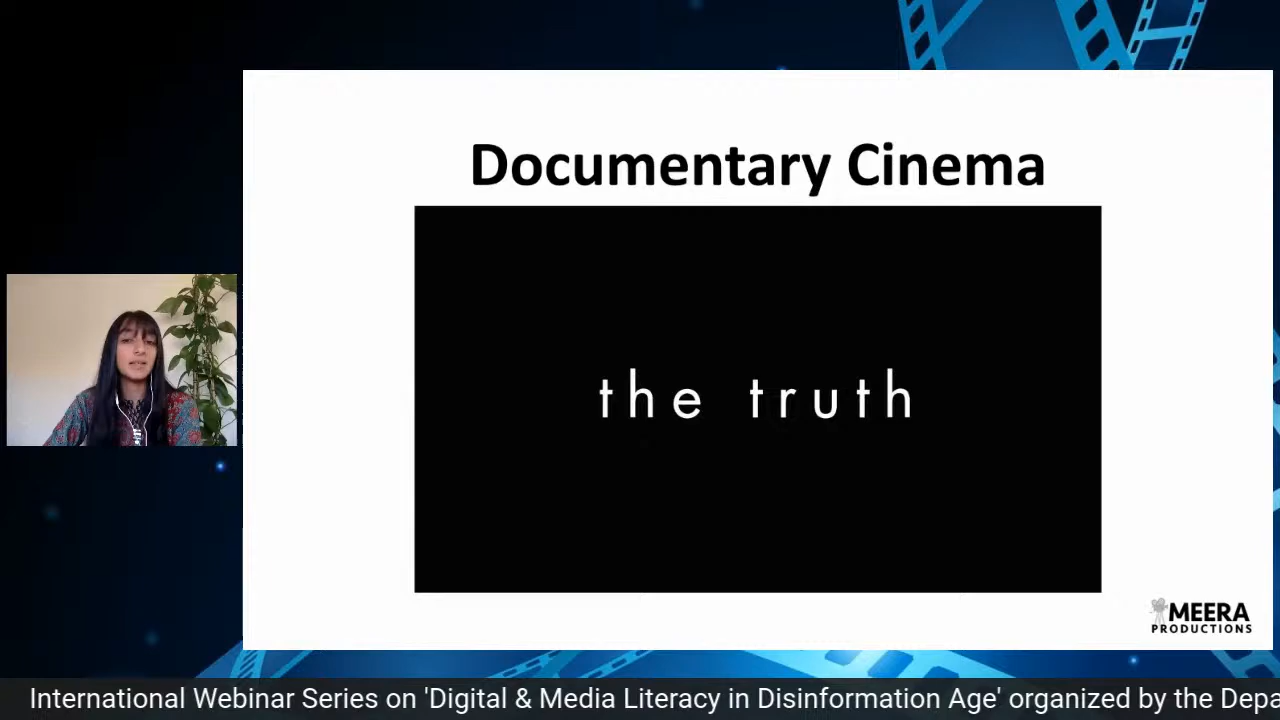 Documentary Cinema
the truth
MEERA
PRODUCTIONS
International Webinar Series on 'Digital & Media Literacy in Disinformation Age' organized by the Depa